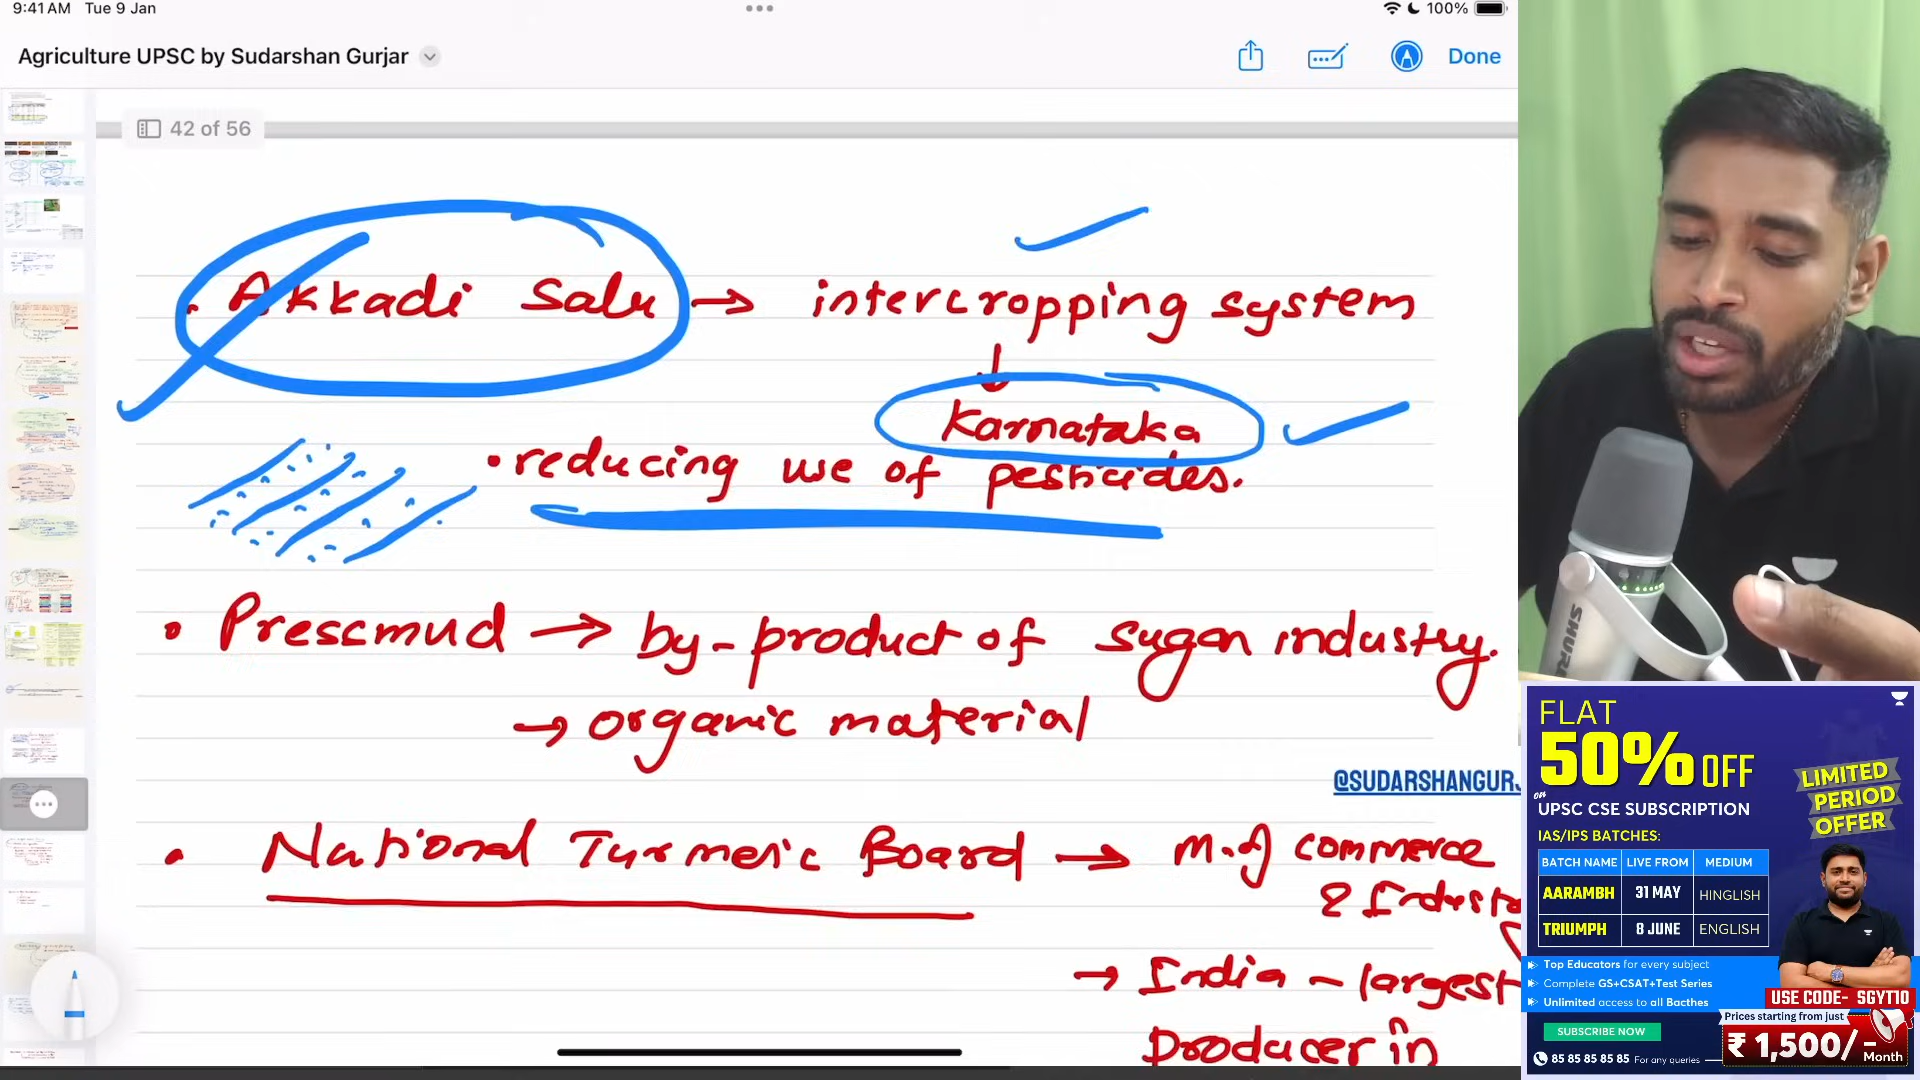 9:41 AM Tue 9 Jan
100%
Agriculture UPSC by Sudarshan Gurjar
Done
42 of 56
Akkadi Salu → intercropping system
Karnataka
• reducing use of pesticides.
• Pressmud → by-product of sugar industry.
→ organic material
@SUDARSHANGURJ
• National Turmeric Board → M. of commerce
& Indust
→ India - largest
Producer in
SHURE
FLAT
50% OFF
on
UPSC CSE SUBSCRIPTION
LIMITED
PERIOD
OFFER
IAS/IPS BATCHES:
BATCH NAME LIVE FROM MEDIUM
AARAMBH 31 MAY HINGLISH
TRIUMPH 8 JUNE ENGLISH
Top Educators for every subject
Complete GS+CSAT+Test Series
Unlimited access to all Bacthes
USE CODE- SGYT10
SUBSCRIBE NOW
Prices starting from just
₹ 1,500/-
Month
85 85 85 85 85 For any queries